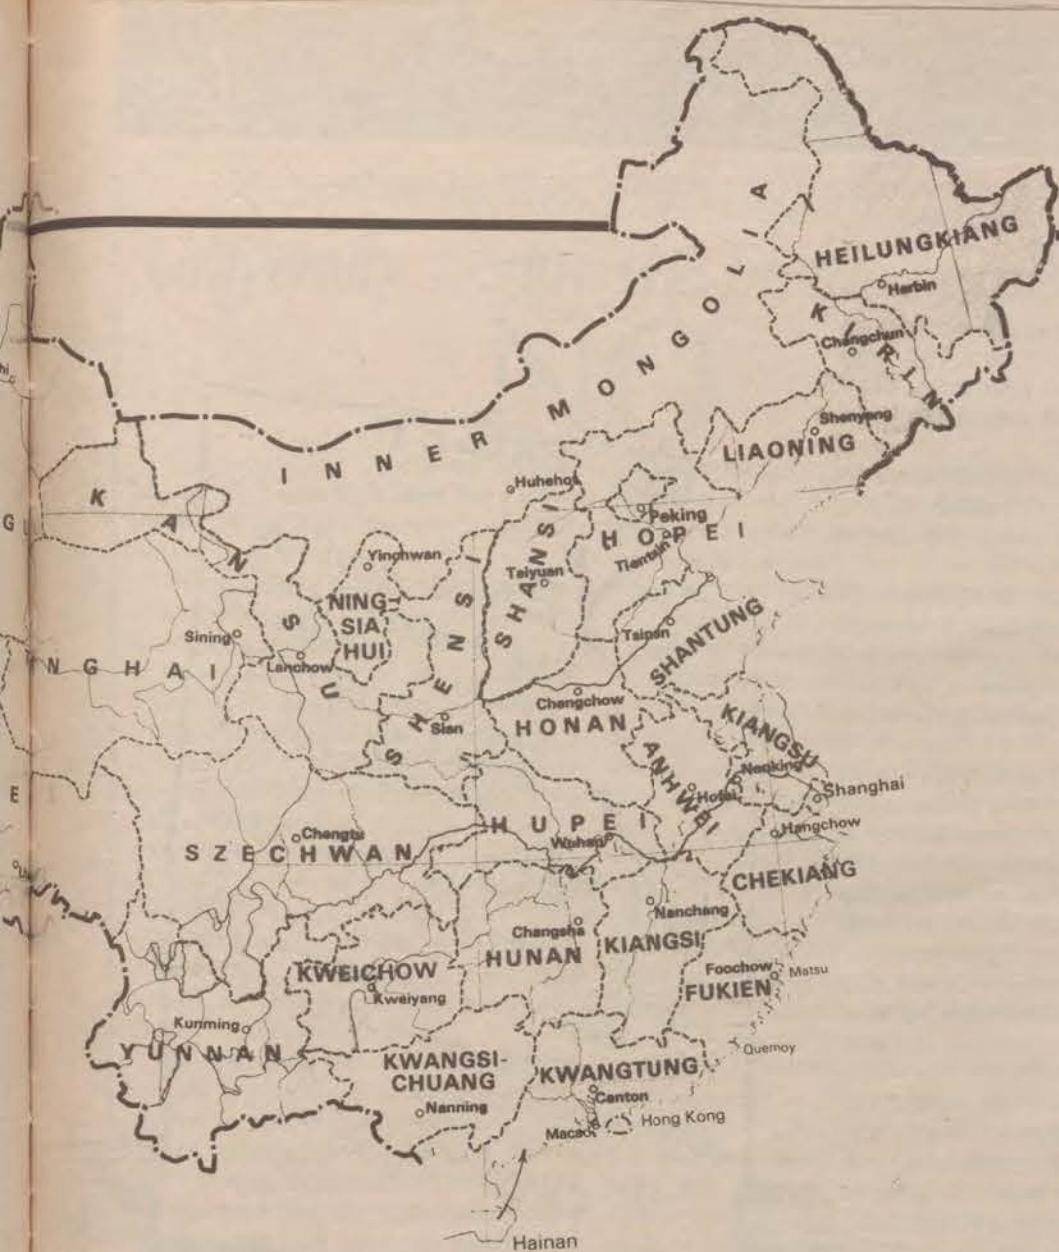 HEILUNGKIANG
Harbin
KIRIN
Changchun
INNER MONGOLIA
Shenyang
LIAONING
Huhehot
Peking
HOPEI
Tientsin
KANSU
Yinchwan
SHANSI
Taiyuan
NING-
SIA
HUI
Tsinan
SHANTUNG
Sining
Lanchow
NGHAI
SHENSI
Sian
Chengchow
HONAN
KIANGSU
Nanking
ANHWEI
Hofei
Shanghai
Hangchow
HUPEI
Wuhan
Chengtu
SZECHWAN
CHEKIANG
Nanchang
Changsha
HUNAN
KIANGSI
KWEICHOW
Kweiyang
Foochow
Matsu
FUKIEN
Kunming
YUNNAN
Quemoy
KWANGSI-
CHUANG
Nanning
KWANGTUNG
Canton
Macao
Hong Kong
Hainan